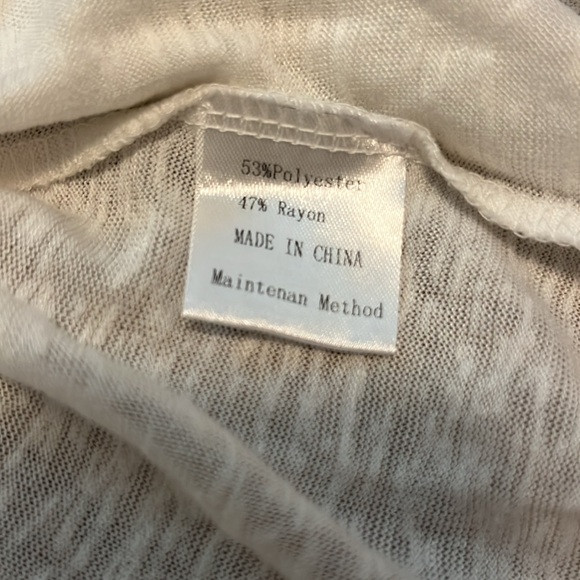 53%Polyester
47% Rayon
MADE IN CHINA
Maintenan Method